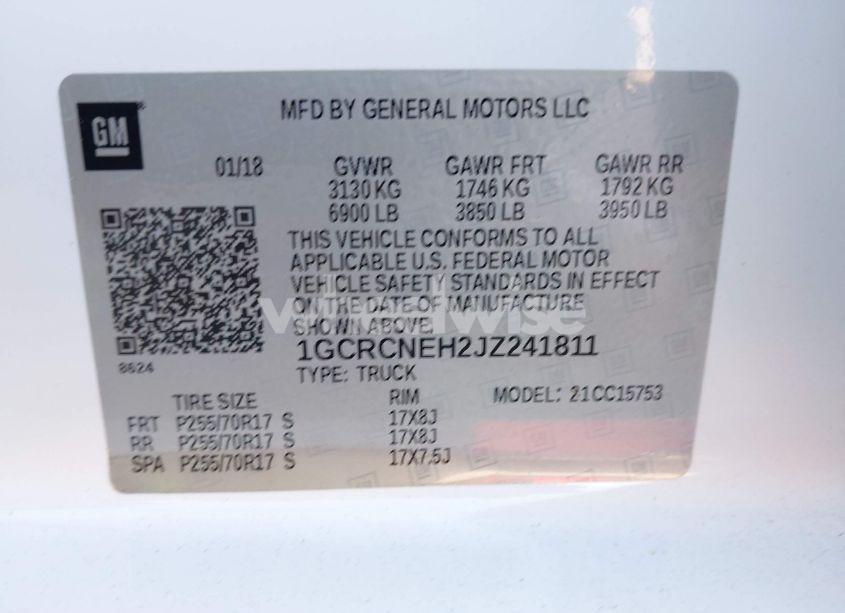 GM
MFD BY GENERAL MOTORS LLC
01/18 GVWR GAWR FRT GAWR RR
3130 KG 1746 KG 1792 KG
6900 LB 3850 LB 3950 LB
THIS VEHICLE CONFORMS TO ALL
APPLICABLE U.S. FEDERAL MOTOR
VEHICLE SAFETY STANDARDS IN EFFECT
ON THE DATE OF MANUFACTURE
SHOWN ABOVE.
1GCRCNEH2JZ241811
8624
TYPE: TRUCK
TIRE SIZE RIM MODEL: 21CC15753
FRT P255/70R17 S 17X8J
RR P255/70R17 S 17X8J
SPA P255/70R17 S 17X7.5J